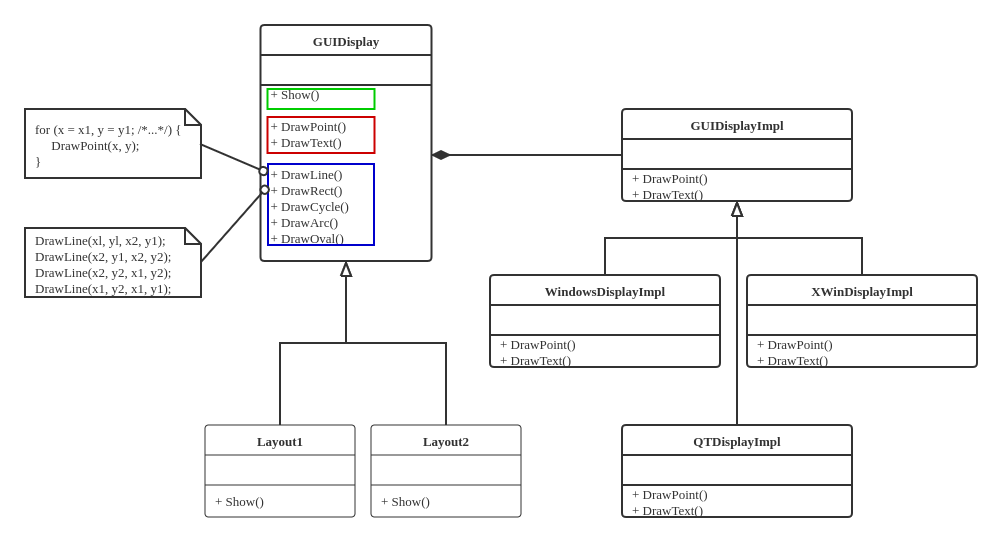 GUIDisplay
+ Show()
+ DrawPoint()
+ DrawText()
+ DrawLine()
+ DrawRect()
+ DrawCycle()
+ DrawArc()
+ DrawOval()
for (x = x1, y = y1; /*...*/) {
DrawPoint(x, y);
}
DrawLine(xl, yl, x2, y1);
DrawLine(x2, y1, x2, y2);
DrawLine(x2, y2, x1, y2);
DrawLine(x1, y2, x1, y1);
GUIDisplayImpl
+ DrawPoint()
+ DrawText()
WindowsDisplayImpl
+ DrawPoint()
+ DrawText()
XWinDisplayImpl
+ DrawPoint()
+ DrawText()
Layout1
+ Show()
Layout2
+ Show()
QTDisplayImpl
+ DrawPoint()
+ DrawText()